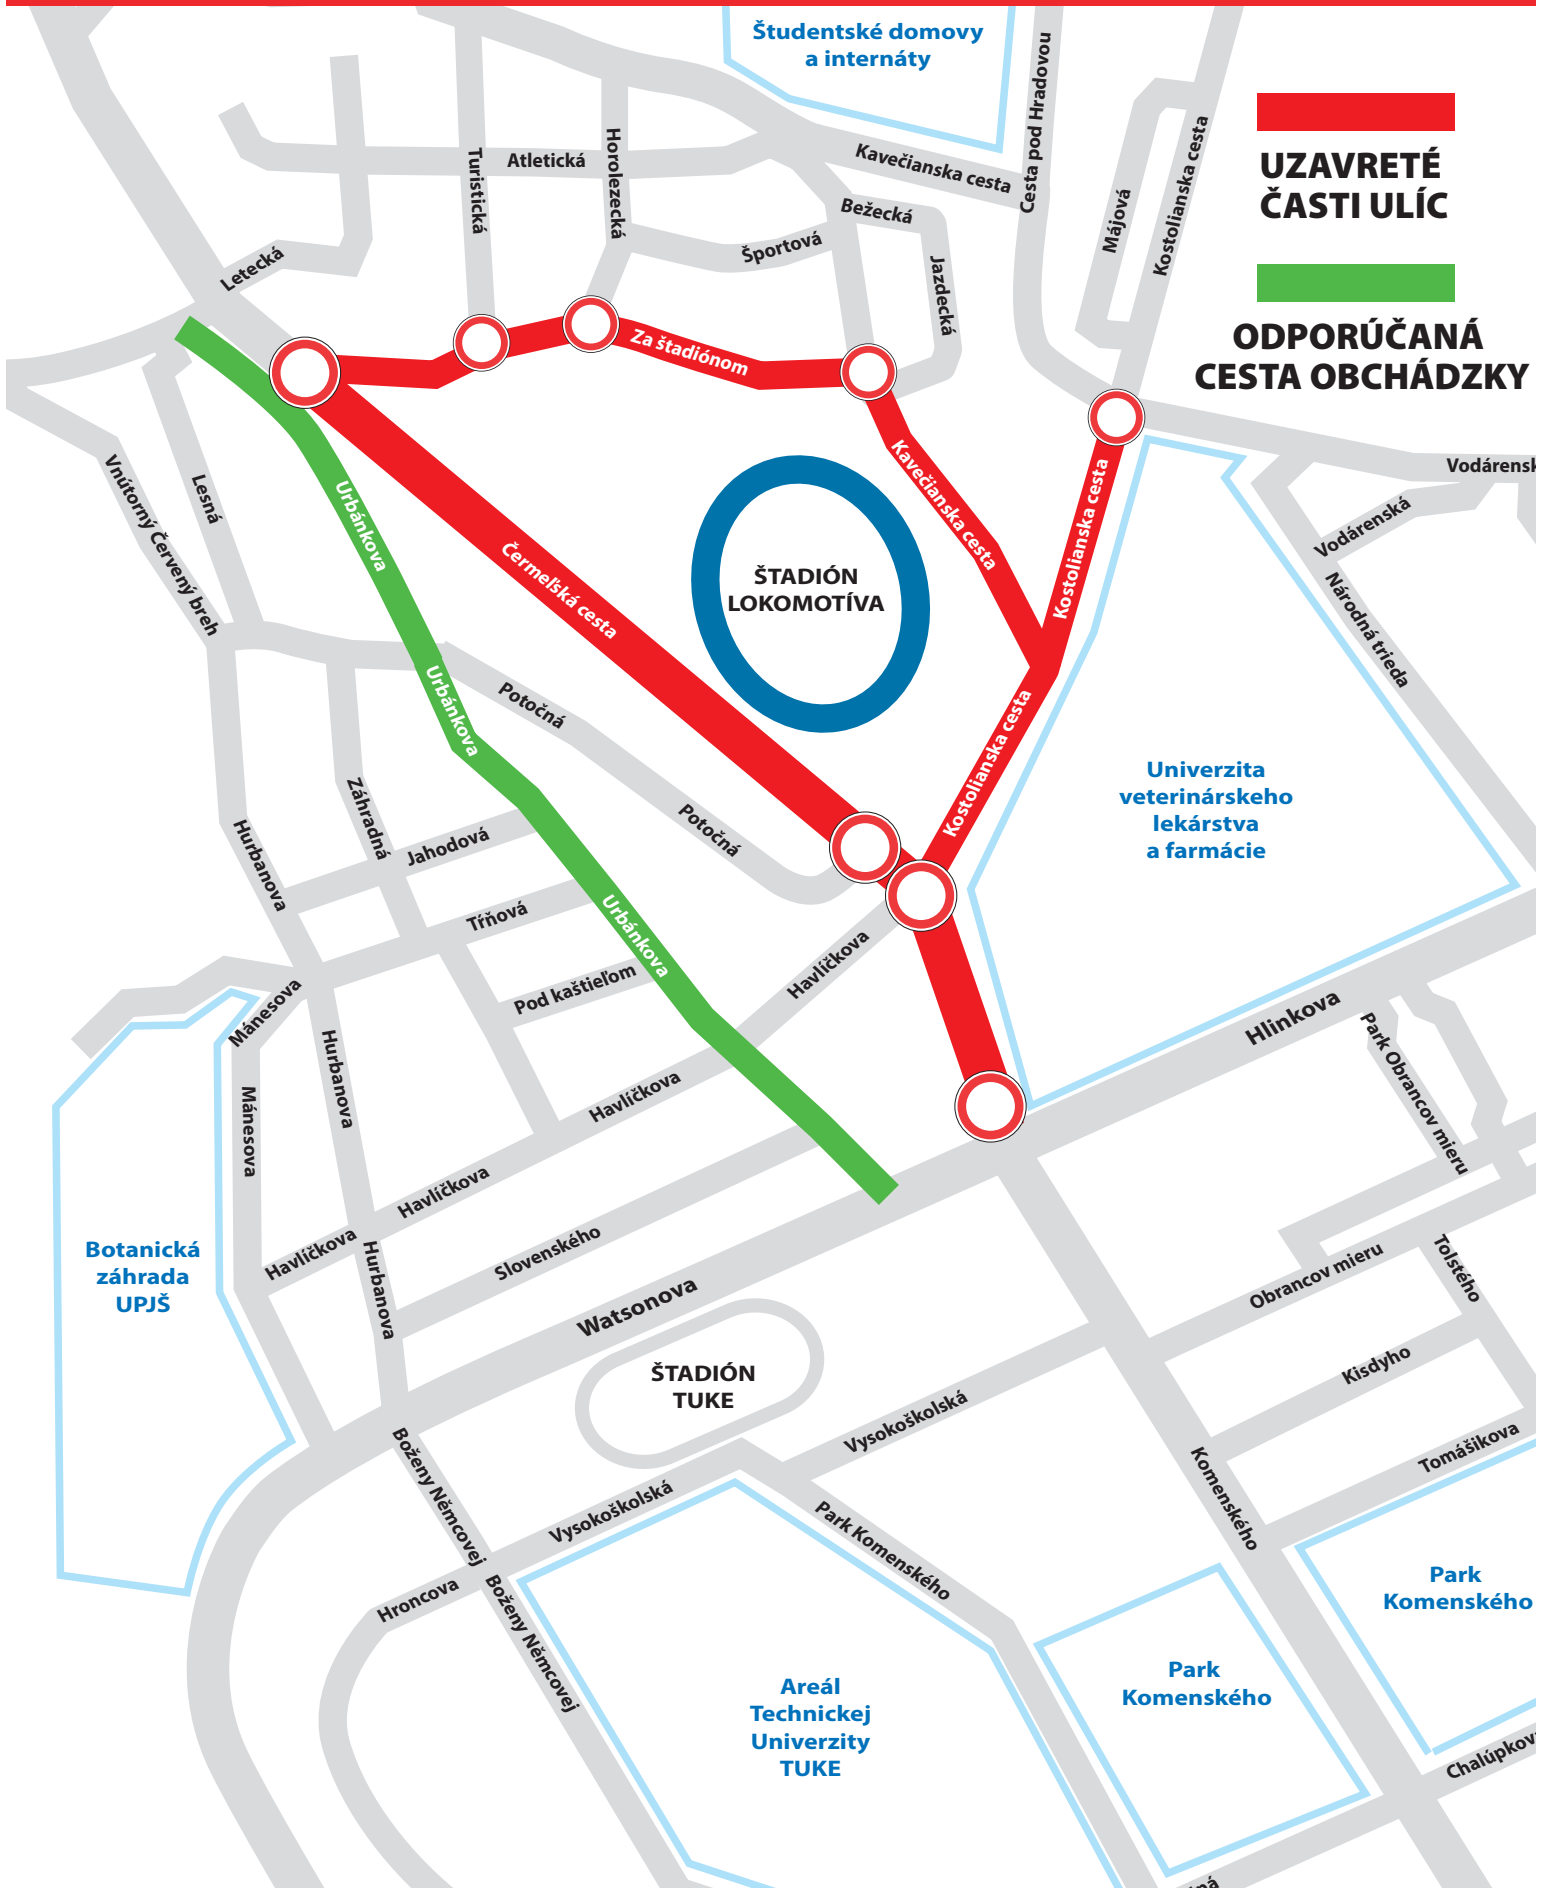 Študentské domovy
a internáty
Cesta pod Hradovou
Kavečianska cesta
Kostolianska cesta
Májová
UZAVRETÉ
ČASTI ULÍC
ODPORÚČANÁ
CESTA OBCHÁDZKY
Turistická
Atletická
Horolezecká
Bežecká
Športová
Jazdecká
Letecká
Za štadiónom
Kavečianska cesta
Kostolianska cesta
Vodárensk
Vodárenská
Národná trieda
Vnútorný Červený breh
Lesná
Urbánkova
Čermeľská cesta
ŠTADIÓN
LOKOMOTÍVA
Urbánkova
Potočná
Kostolianska cesta
Potočná
Univerzita
veterinárskeho
lekárstva
a farmácie
Záhradná
Hurbanova
Jahodová
Tŕňová
Urbánkova
Pod kaštieľom
Havlíčkova
Mánesova
Hlinkova
Park Obrancov mieru
Hurbanova
Mánesova
Havlíčkova
Havlíčkova
Havlíčkova
Slovenského
Hurbanova
Botanická
záhrada
UPJŠ
Watsonova
Obrancov mieru
Tolstého
ŠTADIÓN
TUKE
Kisdyho
Vysokoškolská
Tomášikova
Komenského
Boženy Němcovej
Vysokoškolská
Park Komenského
Hroncova
Boženy Němcovej
Park
Komenského
Park
Komenského
Areál
Technickej
Univerzity
TUKE
Chalúpkov
ná